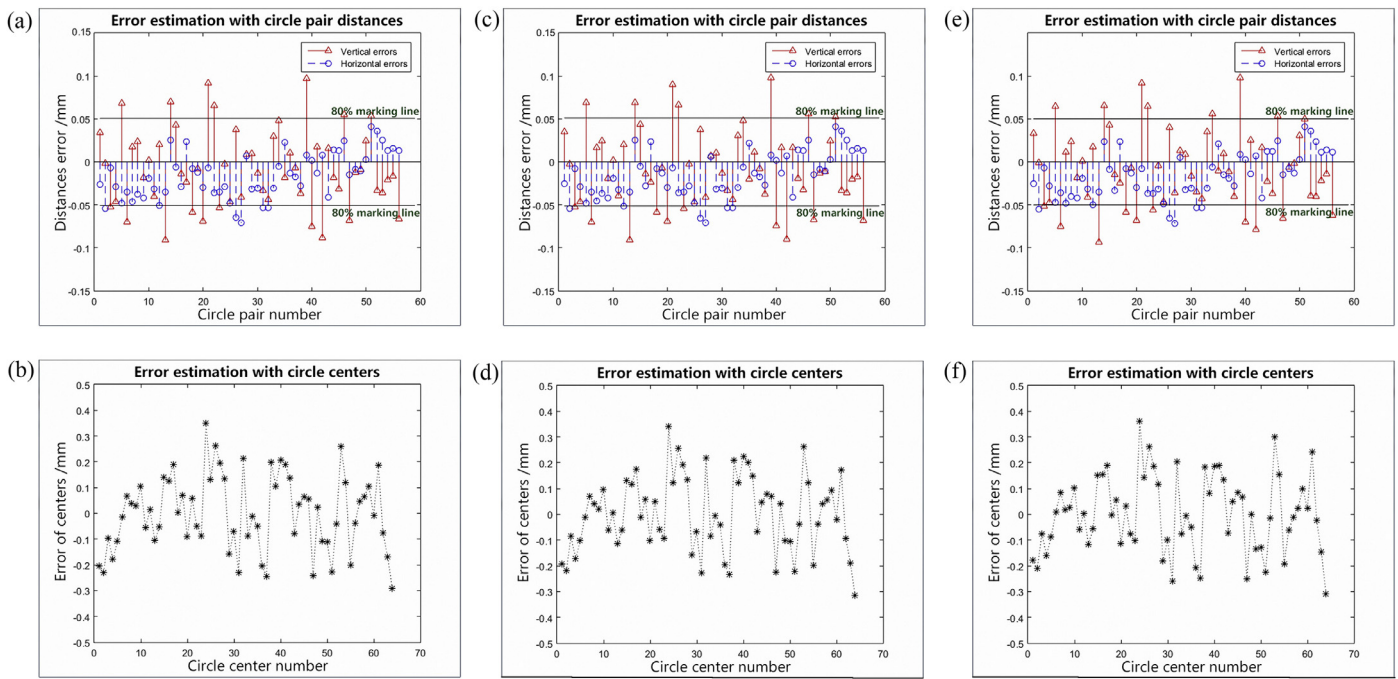 (a)
Error estimation with circle pair distances
0.15
0.1
0.05
0
-0.05
-0.1
-0.15
Distances error /mm
Vertical errors
Horizontal errors
80% marking line
80% marking line
0 10 20 30 40 50 60
Circle pair number
(c)
Error estimation with circle pair distances
0.15
0.1
0.05
0
-0.05
-0.1
-0.15
Distances error /mm
Vertical errors
Horizontal errors
80% marking line
80% marking line
0 10 20 30 40 50 60
Circle pair number
(e)
Error estimation with circle pair distances
0.15
0.1
0.05
0
-0.05
-0.1
-0.15
Distances error /mm
Vertical errors
Horizontal errors
80% marking line
80% marking line
0 10 20 30 40 50 60
Circle pair number
(b)
Error estimation with circle centers
0.5
0.4
0.3
0.2
0.1
0
-0.1
-0.2
-0.3
-0.4
-0.5
Error of centers /mm
0 10 20 30 40 50 60 70
Circle center number
(d)
Error estimation with circle centers
0.5
0.4
0.3
0.2
0.1
0
-0.1
-0.2
-0.3
-0.4
-0.5
Error of centers /mm
0 10 20 30 40 50 60 70
Circle center number
(f)
Error estimation with circle centers
0.5
0.4
0.3
0.2
0.1
0
-0.1
-0.2
-0.3
-0.4
-0.5
Error of centers /mm
0 10 20 30 40 50 60 70
Circle center number